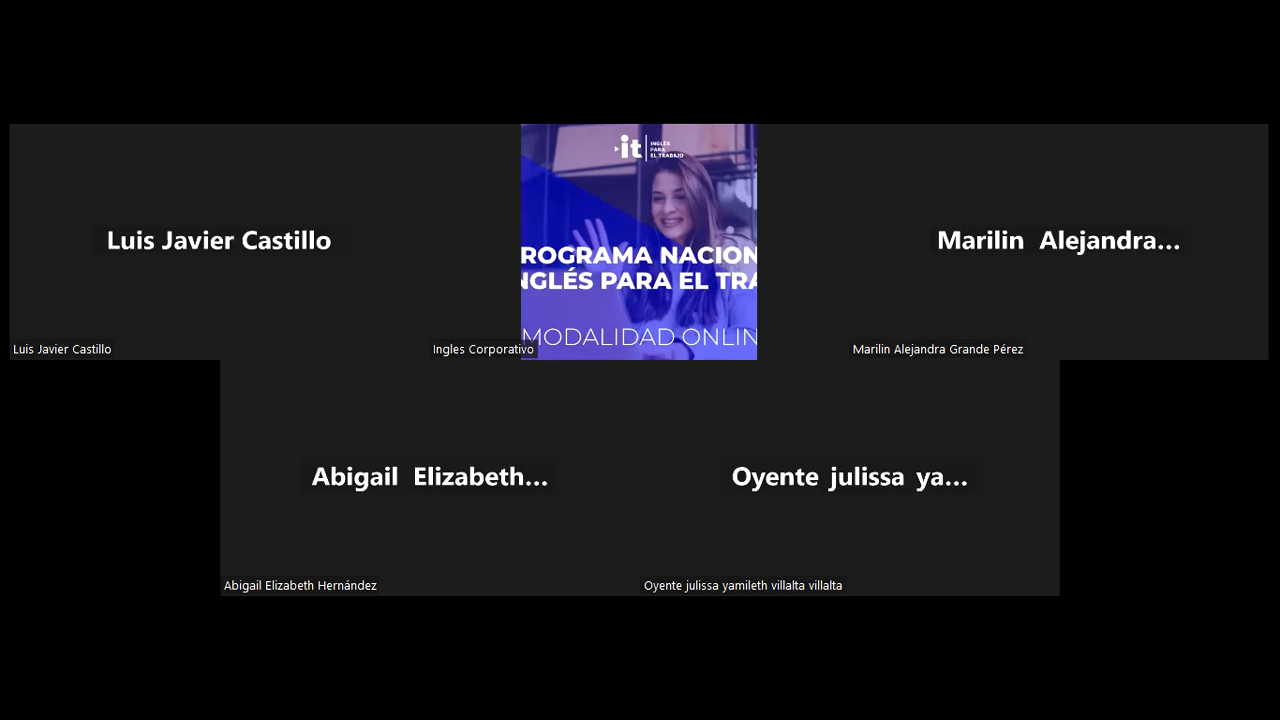 it INGLÉS
PARA
EL TRABAJO
Luis Javier Castillo
Marilin Alejandra...
ROGRAMA NACION
NGLÉS PARA EL TRA
MODALIDAD ONLIN
Luis Javier Castillo
Ingles Corporativo
Marilin Alejandra Grande Pérez
Abigail Elizabeth...
Oyente julissa ya...
Abigail Elizabeth Hernández
Oyente julissa yamileth villalta villalta